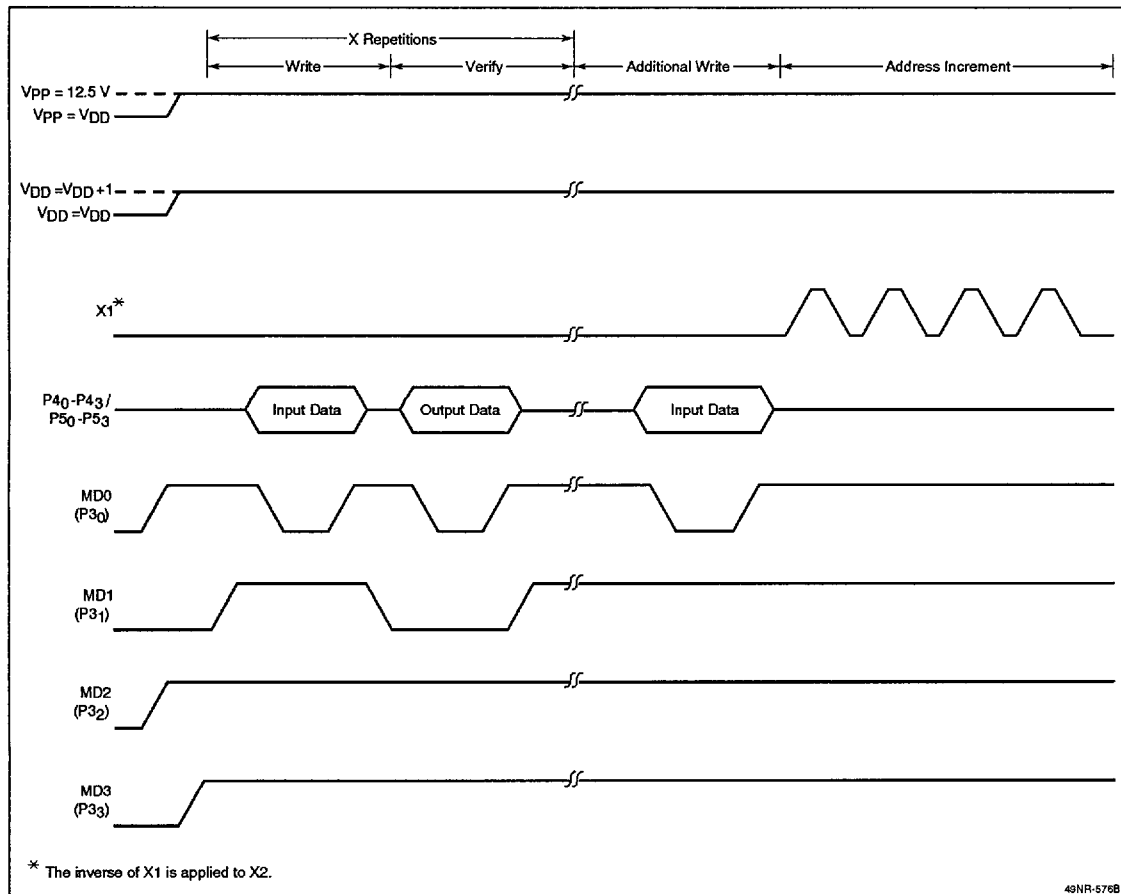 X Repetitions
Write Verify Additional Write Address Increment
VPP = 12.5 V
VPP = VDD
VDD =VDD +1
VDD =VDD
X1*
P40-P43 /
P50-P53
Input Data Output Data Input Data
MD0
(P30)
MD1
(P31)
MD2
(P32)
MD3
(P33)
* The inverse of X1 is applied to X2.
49NR-576B